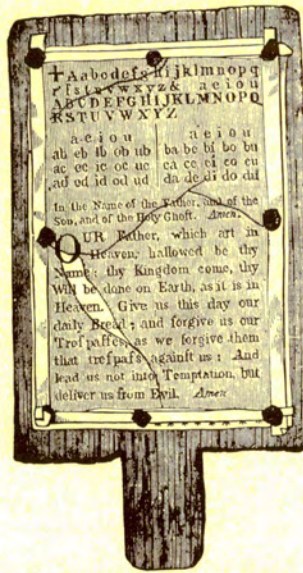 ✝Aabcdefghijklmnopq
rſstuvwxyz& a e i o u
ABCDEFGHIJKLMNOPQ
RSTUVWXYZ
a e i o u | a e i o u
ab eb ib ob ub | ba be bi bo bu
ac ec ic oc uc | ca ce ci co cu
ad ed id od ud | da de di do du
In the Name of the Father, and of the
Son, and of the Holy Ghoſt. Amen.
OUR Father, which art in
Heaven, hallowed be thy
Name; thy Kingdom come, thy
Will be done on Earth, as it is in
Heaven. Give us this day our
daily Bread; and forgive us our
Treſpaſſes, as we forgive them
that treſpaſs againſt us: And
lead us not into Temptation, but
deliver us from Evil. Amen